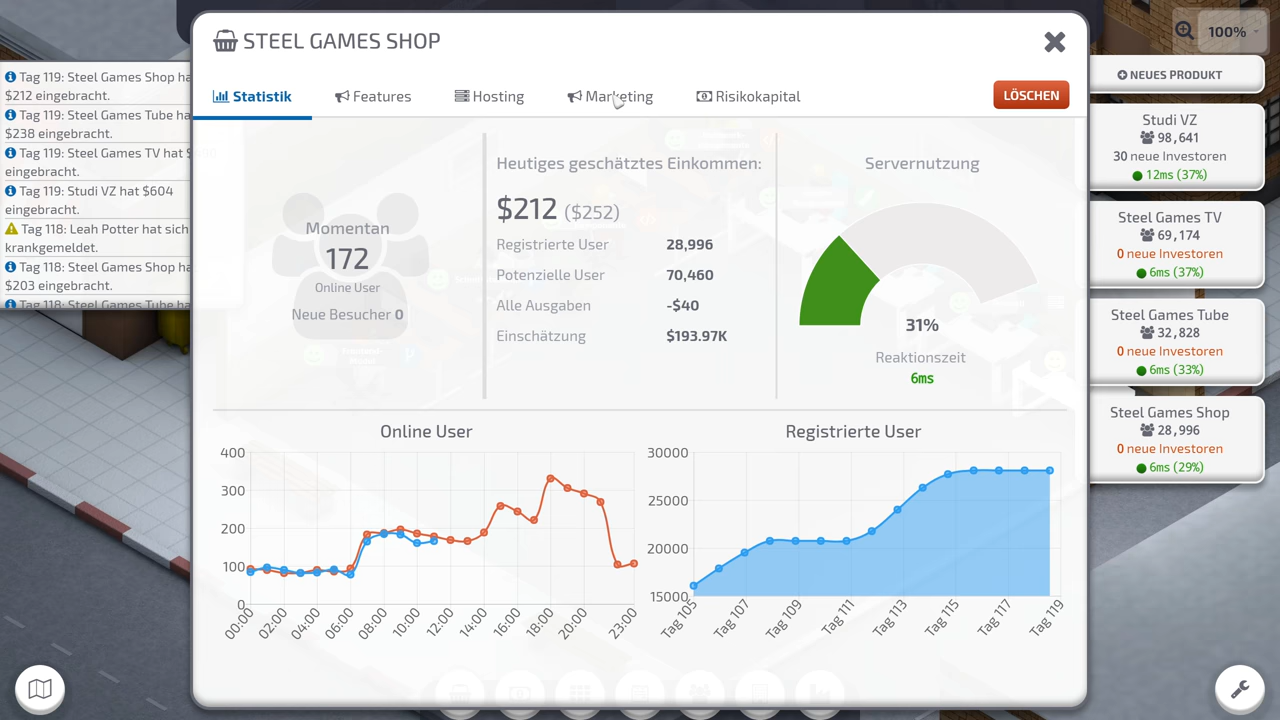 STEEL GAMES SHOP
100%
Tag 119: Steel Games Shop ha
$212 eingebracht.
Tag 119: Steel Games Tube ha
$238 eingebracht.
Tag 119: Steel Games TV hat $
eingebracht.
Tag 119: Studi VZ hat $604
eingebracht.
Tag 118: Leah Potter hat sich
krankgemeldet.
Tag 118: Steel Games Shop ha
$203 eingebracht.
Tag 118: Steel Games Tube ha
Statistik
Features
Hosting
Marketing
Risikokapital
LÖSCHEN
Momentan
172
Online User
Neue Besucher 0
Heutiges geschätztes Einkommen:
$212 ($252)
Registrierte User 28,996
Potenzielle User 70,460
Alle Ausgaben -$40
Einschätzung $193.97K
Servernutzung
31%
Reaktionszeit
6ms
Online User
400
300
200
100
0
00:00 02:00 04:00 06:00 08:00 10:00 12:00 14:00 16:00 18:00 20:00 23:00
Registrierte User
30000
25000
20000
15000
Tag 105 Tag 107 Tag 109 Tag 111 Tag 113 Tag 115 Tag 117 Tag 119
NEUES PRODUKT
Studi VZ
98,641
30 neue Investoren
12ms (37%)
Steel Games TV
69,174
0 neue Investoren
6ms (37%)
Steel Games Tube
32,828
0 neue Investoren
6ms (33%)
Steel Games Shop
28,996
0 neue Investoren
6ms (29%)